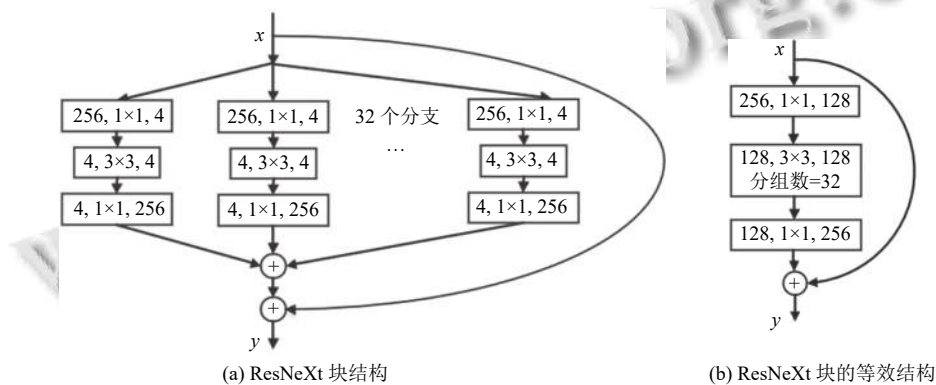 x
256, 1×1, 4
256, 1×1, 4
32 个分支
256, 1×1, 4
4, 3×3, 4
4, 3×3, 4
…
4, 3×3, 4
4, 1×1, 256
4, 1×1, 256
4, 1×1, 256
+
+
y
(a) ResNeXt 块结构
x
256, 1×1, 128
128, 3×3, 128
分组数=32
128, 1×1, 256
+
y
(b) ResNeXt 块的等效结构
org.